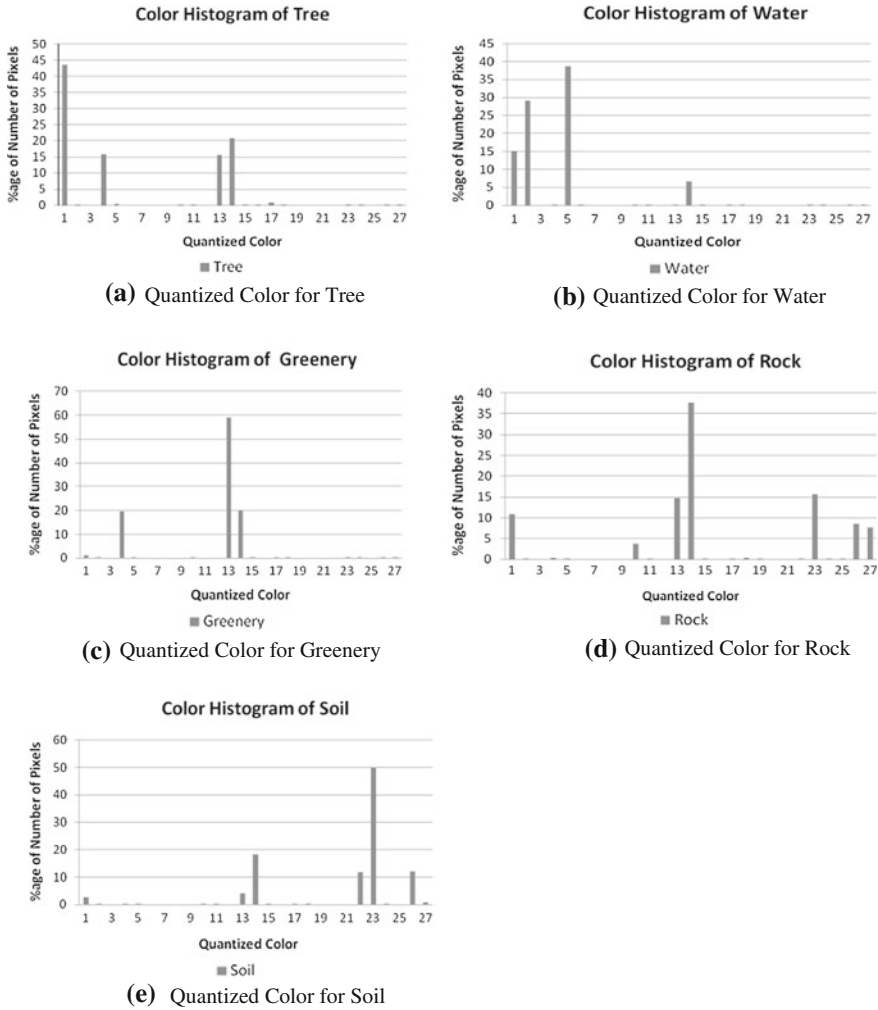 Color Histogram of Tree
%age of Number of Pixels
50
45
40
35
30
25
20
15
10
5
0
1 3 5 7 9 11 13 15 17 19 21 23 25 27
Quantized Color
Tree
(a) Quantized Color for Tree
Color Histogram of Water
%age of Number of Pixels
45
40
35
30
25
20
15
10
5
0
1 3 5 7 9 11 13 15 17 19 21 23 25 27
Quantized Color
Water
(b) Quantized Color for Water
Color Histogram of Greenery
%age of Number of Pixels
70
60
50
40
30
20
10
0
1 3 5 7 9 11 13 15 17 19 21 23 25 27
Quantized Color
Greenery
(c) Quantized Color for Greenery
Color Histogram of Rock
%age of Number of Pixels
40
35
30
25
20
15
10
5
0
1 3 5 7 9 11 13 15 17 19 21 23 25 27
Quantized Color
Rock
(d) Quantized Color for Rock
Color Histogram of Soil
%age of Number of Pixels
60
50
40
30
20
10
0
1 3 5 7 9 11 13 15 17 19 21 23 25 27
Quantized Color
Soil
(e) Quantized Color for Soil